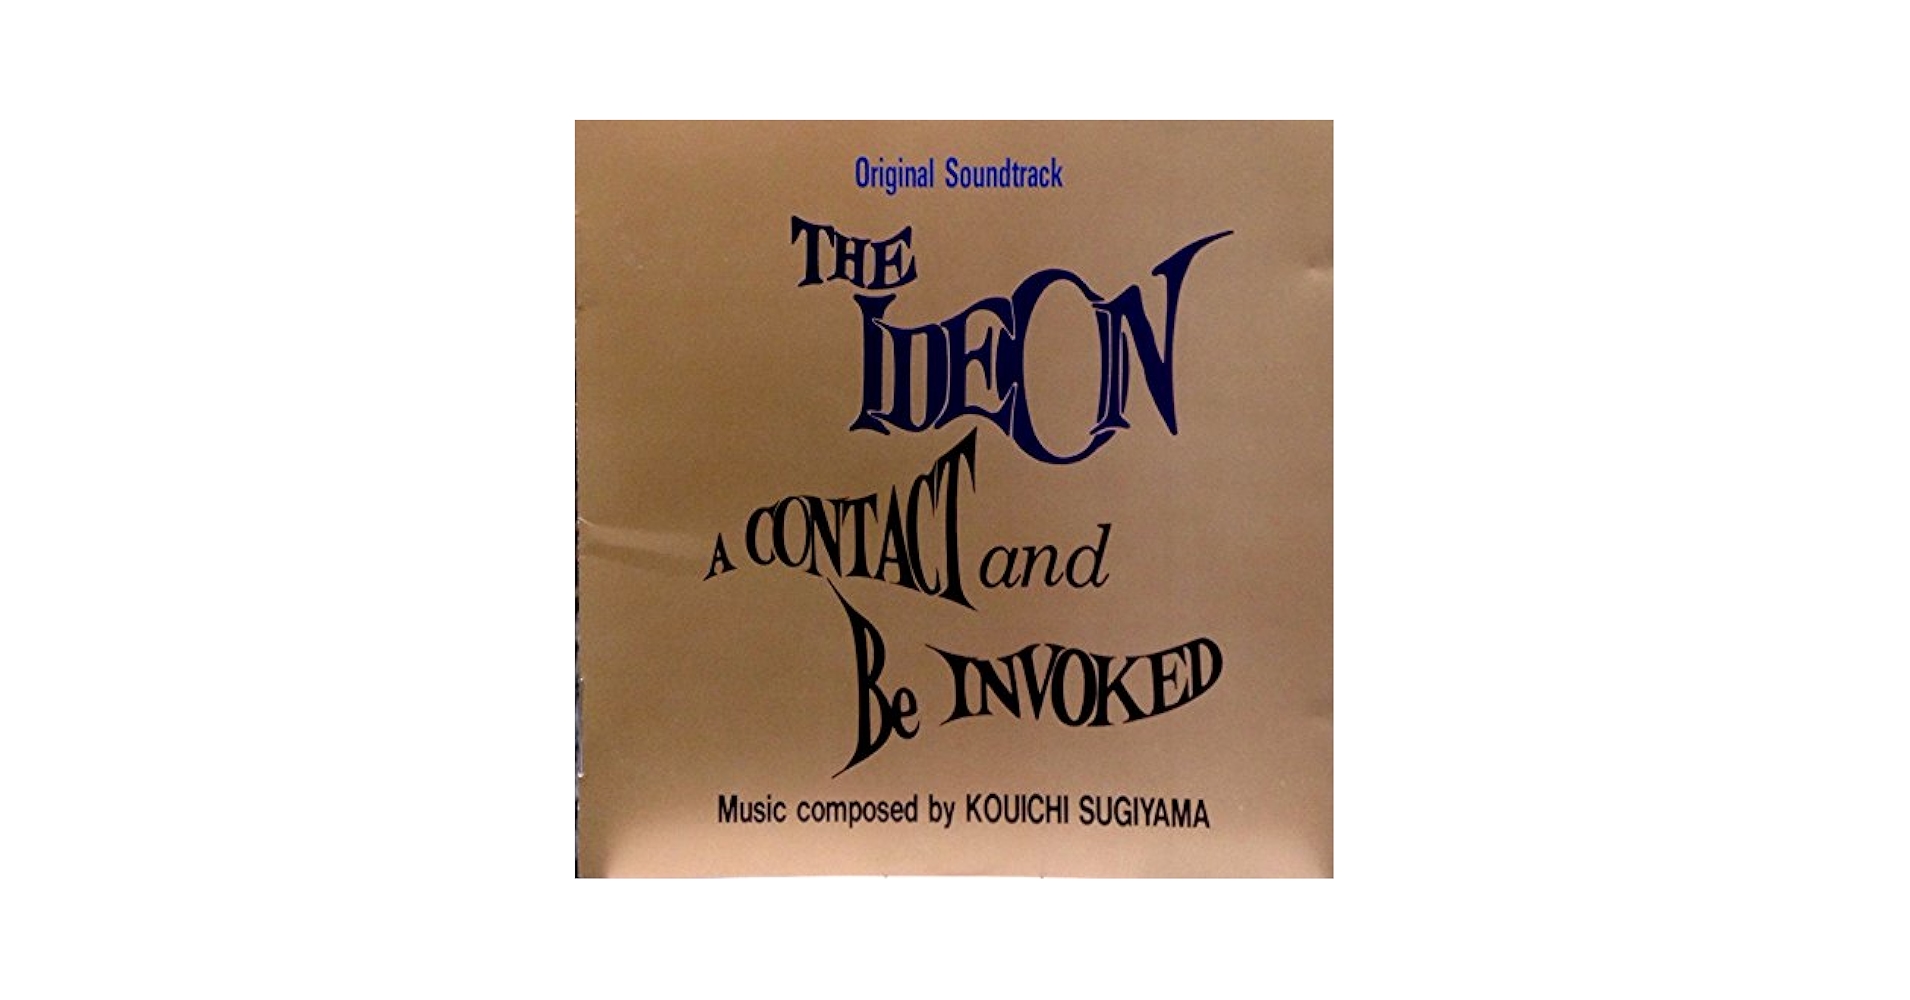 Original Soundtrack
THE
IDEON
A CONTACT and
Be INVOKED
Music composed by KOUICHI SUGIYAMA